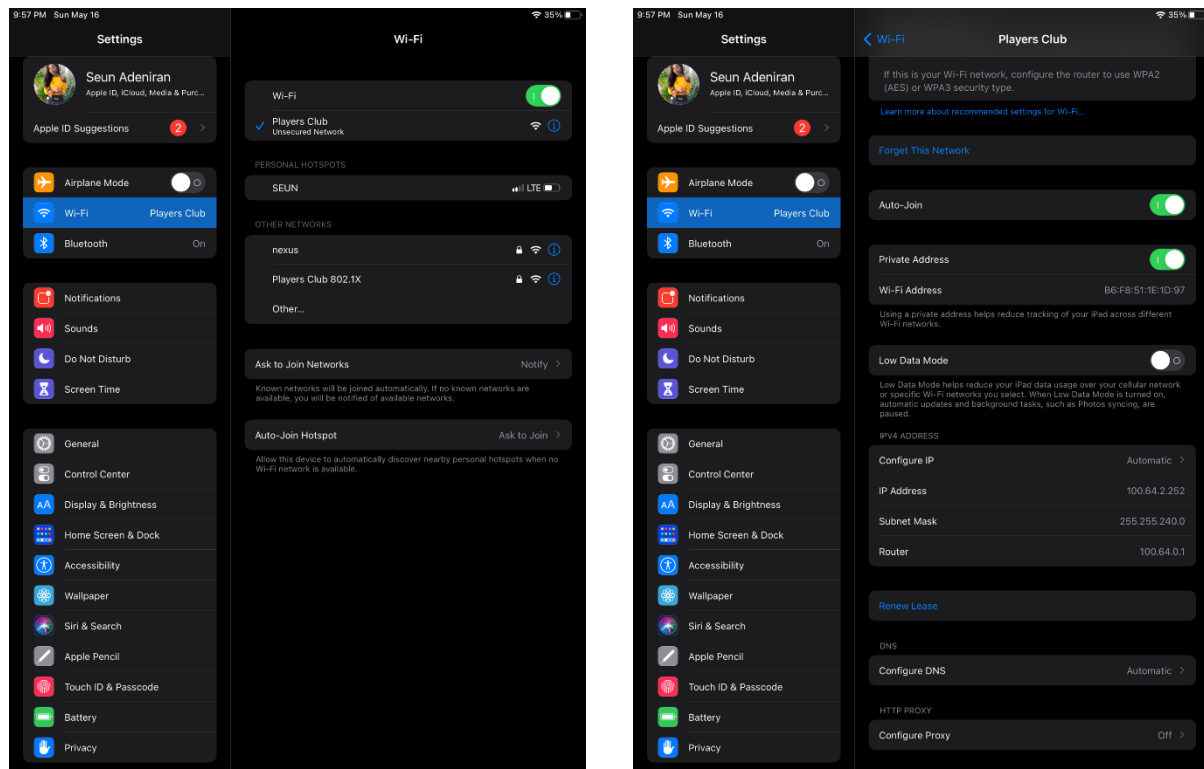 9:57 PM Sun May 16
35%
Settings
Seun Adeniran
Apple ID, iCloud, Media & Purc...
Apple ID Suggestions 2
Airplane Mode
Wi-Fi Players Club
Bluetooth On
Notifications
Sounds
Do Not Disturb
Screen Time
General
Control Center
AA Display & Brightness
Home Screen & Dock
Accessibility
Wallpaper
Siri & Search
Apple Pencil
Touch ID & Passcode
Battery
Privacy
Wi-Fi
Wi-Fi
Players Club
Unsecured Network
PERSONAL HOTSPOTS
SEUN LTE
OTHER NETWORKS
nexus
Players Club 802.1X
Other...
Ask to Join Networks Notify
Known networks will be joined automatically. If no known networks are
available, you will be notified of available networks.
Auto-Join Hotspot Ask to Join
Allow this device to automatically discover nearby personal hotspots when no
Wi-Fi network is available.
9:57 PM Sun May 16
35%
Settings
Seun Adeniran
Apple ID, iCloud, Media & Purc...
Apple ID Suggestions 2
Airplane Mode
Wi-Fi Players Club
Bluetooth On
Notifications
Sounds
Do Not Disturb
Screen Time
General
Control Center
AA Display & Brightness
Home Screen & Dock
Accessibility
Wallpaper
Siri & Search
Apple Pencil
Touch ID & Passcode
Battery
Privacy
Wi-Fi Players Club
If this is your Wi-Fi network, configure the router to use WPA2
(AES) or WPA3 security type.
Learn more about recommended settings for Wi-Fi...
Forget This Network
Auto-Join
Private Address
Wi-Fi Address B6:F8:51:1E:1D:97
Using a private address helps reduce tracking of your iPad across different
Wi-Fi networks.
Low Data Mode
Low Data Mode helps reduce your iPad data usage over your cellular network
or specific Wi-Fi networks you select. When Low Data Mode is turned on,
automatic updates and background tasks, such as Photos syncing, are
paused.
IPV4 ADDRESS
Configure IP Automatic
IP Address 100.64.2.252
Subnet Mask 255.255.240.0
Router 100.64.0.1
Renew Lease
DNS
Configure DNS Automatic
HTTP PROXY
Configure Proxy Off